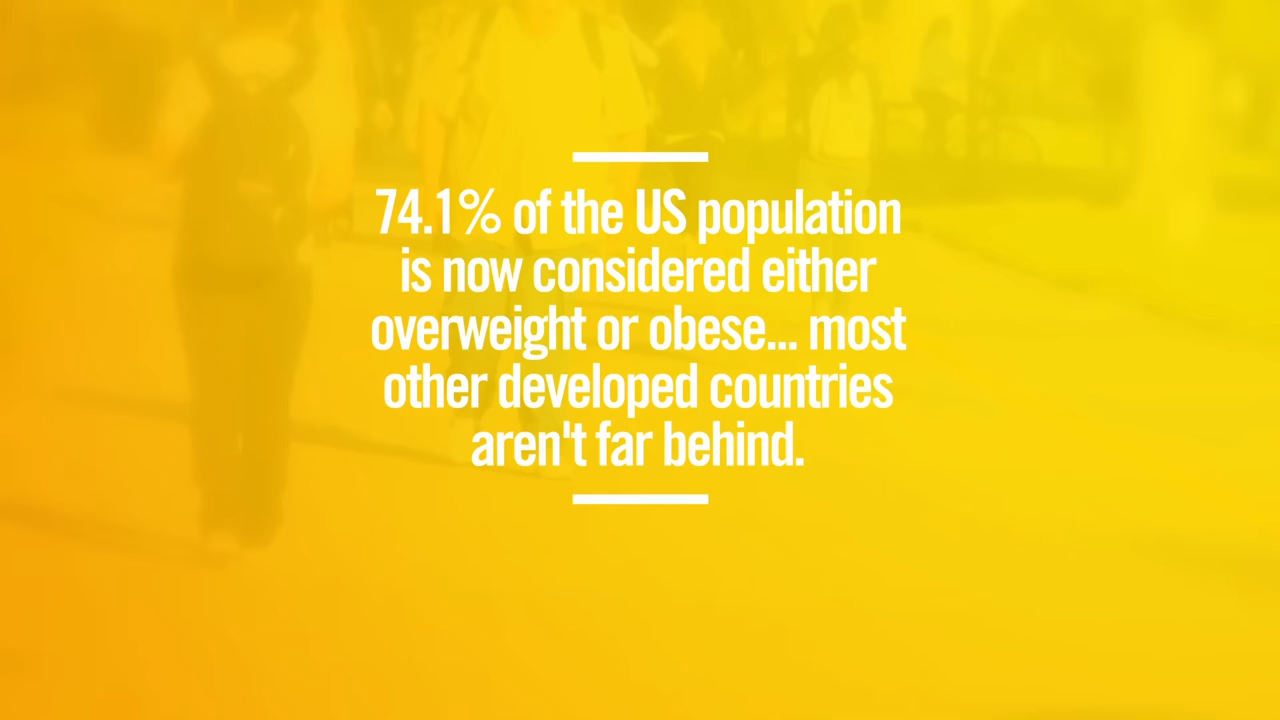 74.1% of the US population
is now considered either
overweight or obese... most
other developed countries
aren't far behind.